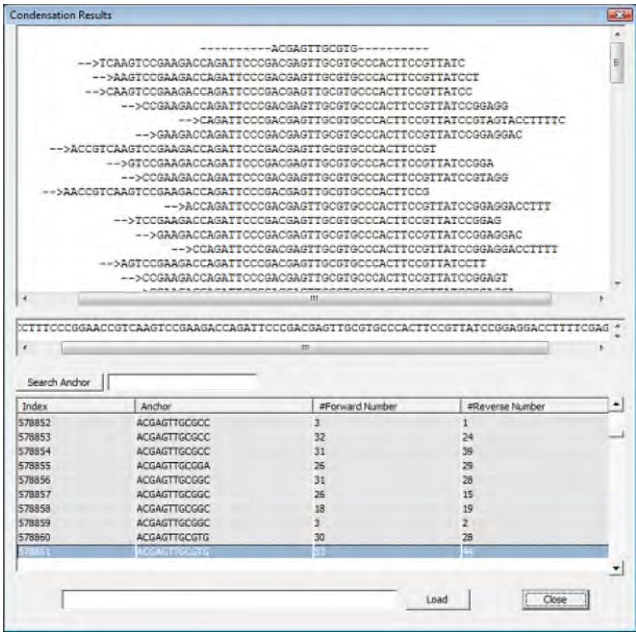 Condensation Results
----------ACGAGTTGCGTG----------
-->TCAAGTCCGAAGACCAGATTCCCGACGAGTTGCGTGCCCACTTCCGTTATC
-->AAGTCCGAAGACCAGATTCCCGACGAGTTGCGTGCCCACTTCCGTTATCCT
-->CAAGTCCGAAGACCAGATTCCCGACGAGTTGCGTGCCCACTTCCGTTATCC
-->CCGAAGACCAGATTCCCGACGAGTTGCGTGCCCACTTCCGTTATCCGGAGG
-->CAGATTCCCGACGAGTTGCGTGCCCACTTCCGTTATCCGTAGTACCTTTTC
-->GAAGACCAGATTCCCGACGAGTTGCGTGCCCACTTCCGTTATCCGGAGGAC
-->ACCGTCAAGTCCGAAGACCAGATTCCCGACGAGTTGCGTGCCCACTTCCGT
-->GTCCGAAGACCAGATTCCCGACGAGTTGCGTGCCCACTTCCGTTATCCGGA
-->CCGAAGACCAGATTCCCGACGAGTTGCGTGCCCACTTCCGTTATCCGTAGG
-->AACCGTCAAGTCCGAAGACCAGATTCCCGACGAGTTGCGTGCCCACTTCCG
-->ACCAGATTCCCGACGAGTTGCGTGCCCACTTCCGTTATCCGGAGGACCTTT
-->TCCGAAGACCAGATTCCCGACGAGTTGCGTGCCCACTTCCGTTATCCGGAG
-->GAAGACCAGATTCCCGACGAGTTGCGTGCCCACTTCCGTTATCCGGAGGAC
-->CCAGATTCCCGACGAGTTGCGTGCCCACTTCCGTTATCCGGAGGACCTTTT
-->AGTCCGAAGACCAGATTCCCGACGAGTTGCGTGCCCACTTCCGTTATCCTT
-->CCGAAGACCAGATTCCCGACGAGTTGCGTGCCCACTTCCGTTATCCGGAGT
CTTTCCCGGAACCGTCAAGTCCGAAGACCAGATTCCCGACGAGTTGCGTGCCCACTTCCGTTATCCGGAGGACCTTTTCGAG
Search Anchor
Index Anchor #Forward Number #Reverse Number
578852 ACGAGTTGCGCC 3 1
578853 ACGAGTTGCGCC 32 24
578854 ACGAGTTGCGCC 31 39
578855 ACGAGTTGCGGA 26 29
578856 ACGAGTTGCGGC 31 28
578857 ACGAGTTGCGGC 26 15
578858 ACGAGTTGCGGC 18 19
578859 ACGAGTTGCGGC 3 2
578860 ACGAGTTGCGTG 30 28
578861 ACGAGTTGCGTG 53 44
Load Close